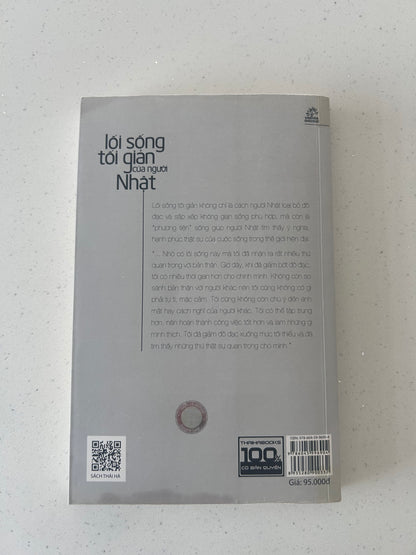 lối sống
tối giản
của người
Nhật
Lối sống tối giản không chỉ là cách người Nhật loại bỏ đồ
đạc và sắp xếp không gian sống phù hợp, mà còn là
"phương tiện" sống giúp người Nhật tìm thấy ý nghĩa,
hạnh phúc thật sự của cuộc sống trong thế giới hiện đại.
"... Nhờ có lối sống này mà tôi đã nhận ra rất nhiều thứ
quan trọng với bản thân. Giờ đây, khi đã giảm bớt đồ đạc,
tôi có nhiều thời gian hơn cho chính mình. Không còn so
sánh bản thân với người khác nên tôi cũng không có gì
phải tự ti, mặc cảm. Tôi cũng không còn chú ý đến ánh
mắt hay cách nghĩ của người khác. Tôi có thể tập trung
hơn, nên hoàn thành công việc tốt hơn và làm những gì
mình thích. Tôi đã giảm đồ đạc xuống mức tối thiểu và đã
tìm thấy những thứ thật sự quan trọng cho mình."
SÁCH THÁI HÀ
THAIHABOOKS
100%
CÓ BẢN QUYỀN
Giá: 95.000đ